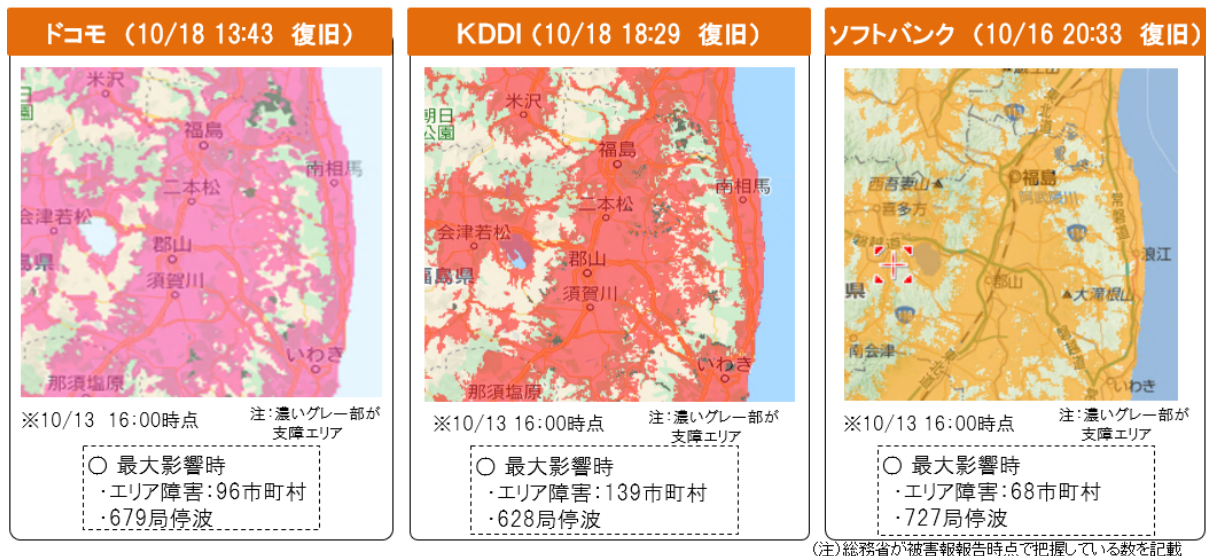 ドコモ (10/18 13:43 復旧)
米沢
福島
南相馬
二本松
会津若松
郡山
須賀川
島県
いわき
那須塩原
※10/13 16:00時点
注:濃いグレー部が
支障エリア
○ 最大影響時
・エリア障害:96市町村
・679局停波
KDDI (10/18 18:29 復旧)
米沢
朝日
公園
福島
南相馬
二本松
会津若松
郡山
福島県
須賀川
いわき
那須塩原
※10/13 16:00時点
注:濃いグレー部が
支障エリア
○ 最大影響時
・エリア障害:139市町村
・628局停波
ソフトバンク (10/16 20:33 復旧)
福島
西吾妻山▲
喜多方
常磐道
浪江
県
郡山
▲大滝根山
南会津
いわき
※10/13 16:00時点
注:濃いグレー部が
支障エリア
○ 最大影響時
・エリア障害:68市町村
・727局停波
(注)総務省が被害報報告時点で把握している数を記載